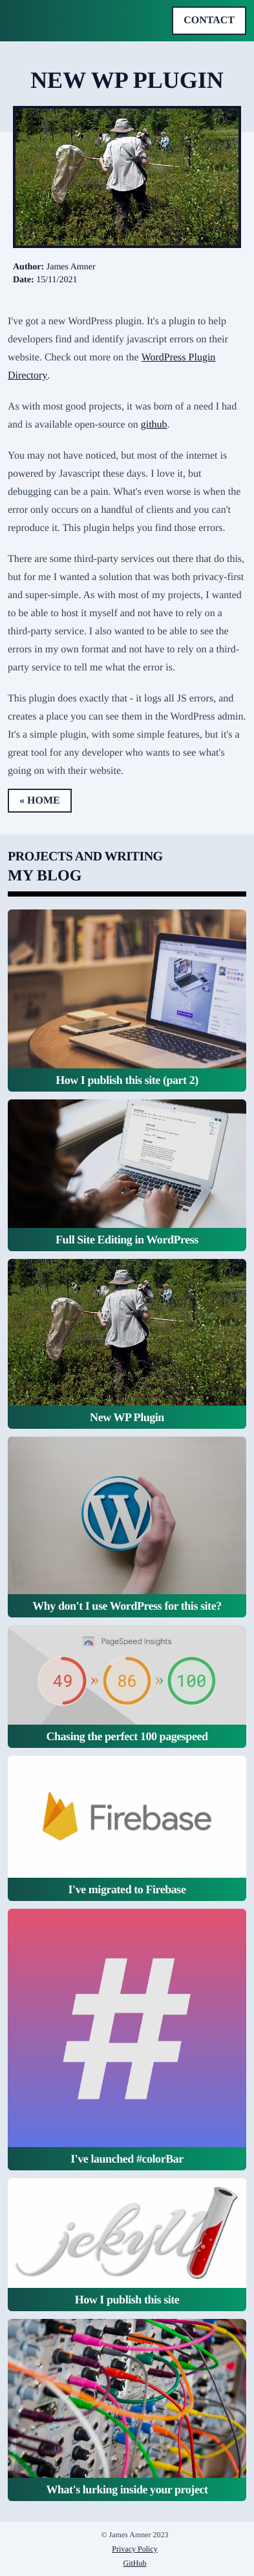 CONTACT
NEW WP PLUGIN
Author: James Amner
Date: 15/11/2021
I've got a new WordPress plugin. It's a plugin to help
developers find and identify javascript errors on their
website. Check out more on the WordPress Plugin
Directory.
As with most good projects, it was born of a need I had
and is available open-source on github.
You may not have noticed, but most of the internet is
powered by Javascript these days. I love it, but
debugging can be a pain. What's even worse is when the
error only occurs on a handful of clients and you can't
reproduce it. This plugin helps you find those errors.
There are some third-party services out there that do this,
but for me I wanted a solution that was both privacy-first
and super-simple. As with most of my projects, I wanted
to be able to host it myself and not have to rely on a
third-party service. I also wanted to be able to see the
errors in my own format and not have to rely on a third-
party service to tell me what the error is.
This plugin does exactly that - it logs all JS errors, and
creates a place you can see them in the WordPress admin.
It's a simple plugin, with some simple features, but it's a
great tool for any developer who wants to see what's
going on with their website.
« HOME
PROJECTS AND WRITING
MY BLOG
How I publish this site (part 2)
Full Site Editing in WordPress
New WP Plugin
W
Why don't I use WordPress for this site?
PageSpeed Insights
49 » 86 » 100
Chasing the perfect 100 pagespeed
Firebase
I've migrated to Firebase
#
I've launched #colorBar
jekyll
How I publish this site
What's lurking inside your project
© James Amner 2023
Privacy Policy
GitHub